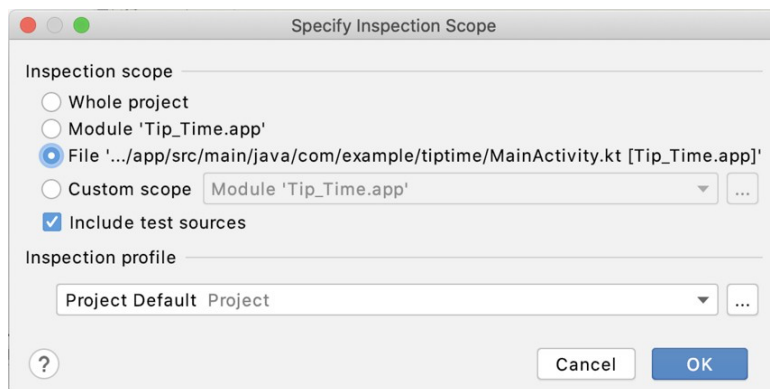 Specify Inspection Scope
Inspection scope
Whole project
Module 'Tip_Time.app'
File '.../app/src/main/java/com/example/tiptime/MainActivity.kt [Tip_Time.app]'
Custom scope Module 'Tip_Time.app' ...
Include test sources
Inspection profile
Project Default Project ...
? Cancel OK